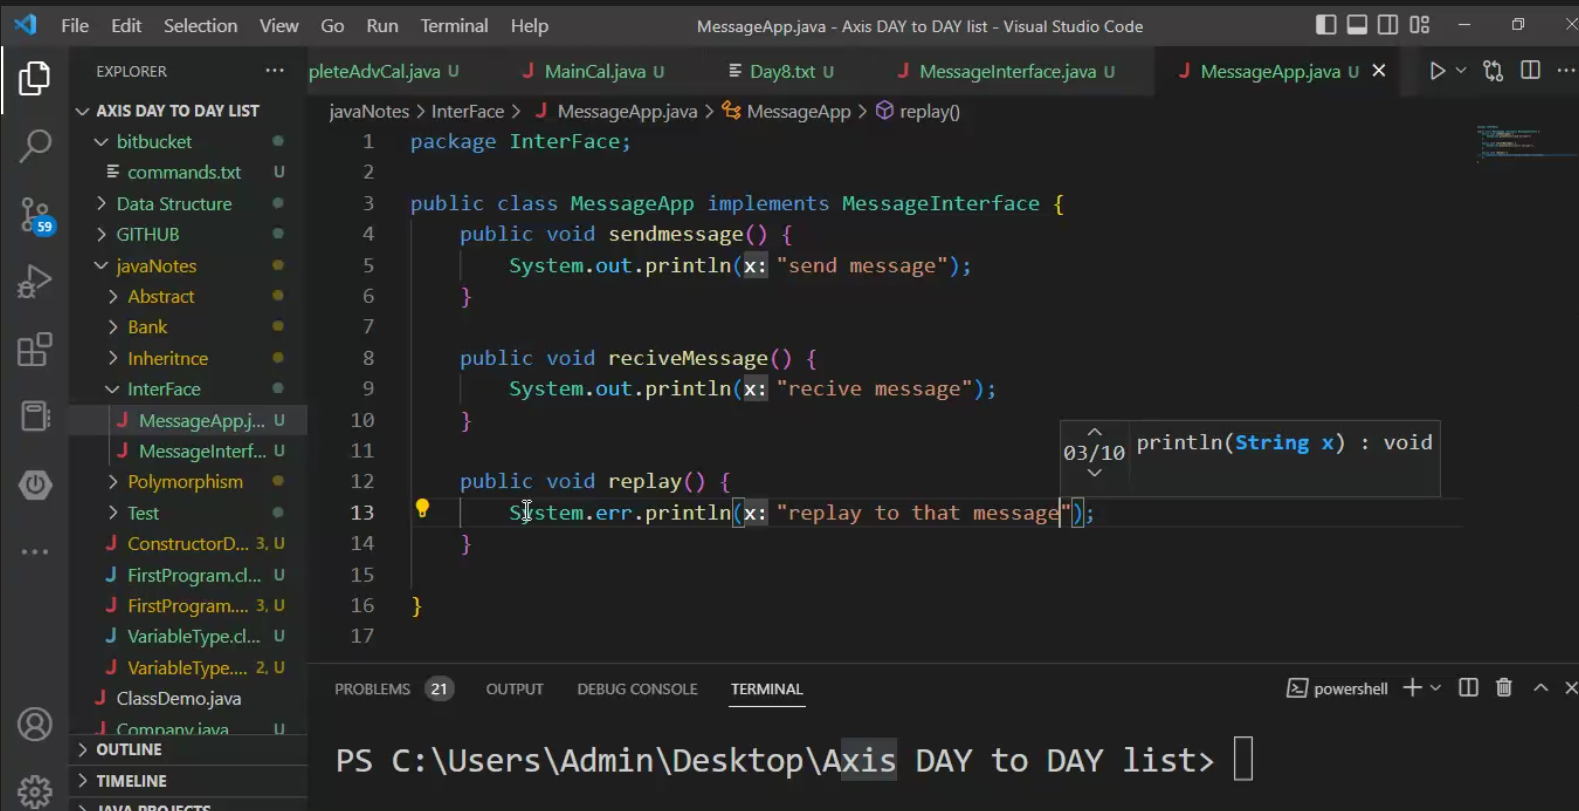 File Edit Selection View Go Run Terminal Help MessageApp.java - Axis DAY to DAY list - Visual Studio Code
EXPLORER ···
pleteAdvCal.java U J MainCal.java U Day8.txt U J MessageInterface.java U J MessageApp.java U
AXIS DAY TO DAY LIST
bitbucket
commands.txt U
Data Structure
GITHUB
59
javaNotes
Abstract
Bank
Inheritnce
InterFace
J MessageApp.j... U
J MessageInterf... U
Polymorphism
Test
J ConstructorD... 3, U
J FirstProgram.cl... U
J FirstProgram.... 3, U
J VariableType.cl... U
J VariableType.... 2, U
J ClassDemo.java
J Company.java U
OUTLINE
TIMELINE
JAVA PROJECTS
javaNotes > InterFace > J MessageApp.java > MessageApp > replay()
1 package InterFace;
2
3 public class MessageApp implements MessageInterface {
4 public void sendmessage() {
5 System.out.println(x: "send message");
6 }
7
8 public void reciveMessage() {
9 System.out.println(x: "recive message");
10 }
11
12 public void replay() {
13 System.err.println(x: "replay to that message");
14 }
15
16 }
17
03/10 println(String x) : void
PROBLEMS 21 OUTPUT DEBUG CONSOLE TERMINAL powershell
PS C:\Users\Admin\Desktop\Axis DAY to DAY list>